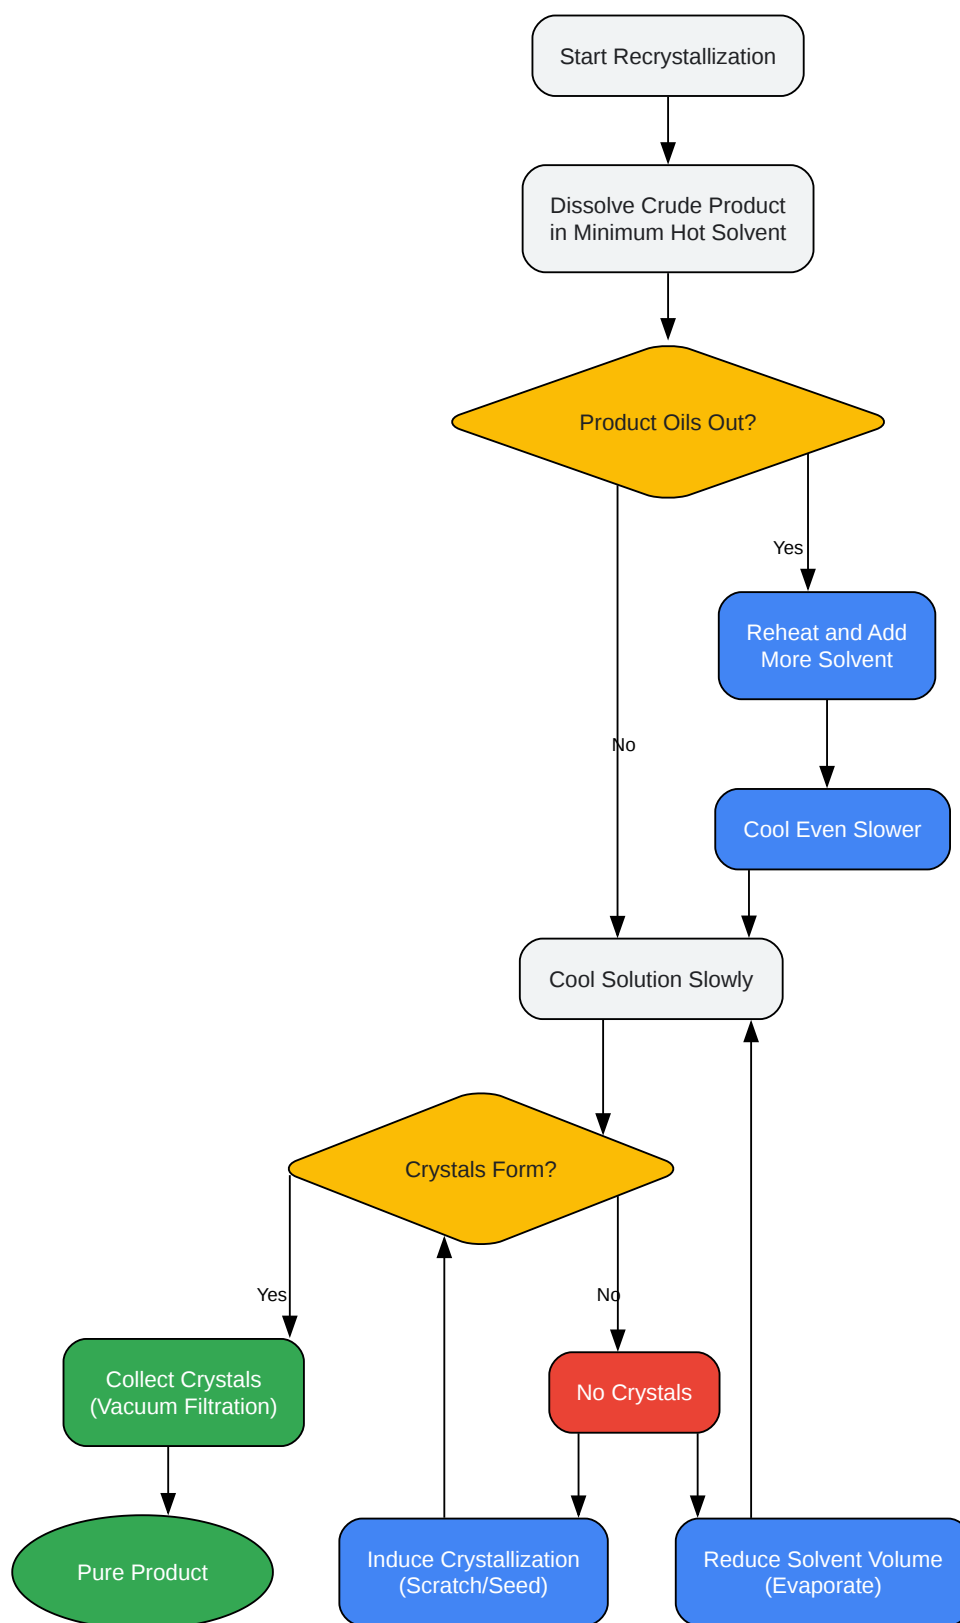 Start Recrystallization
Dissolve Crude Product
in Minimum Hot Solvent
Product Oils Out?
Yes
Reheat and Add
More Solvent
No
Cool Even Slower
Cool Solution Slowly
Crystals Form?
Yes
No
Collect Crystals
(Vacuum Filtration)
No Crystals
Pure Product
Induce Crystallization
(Scratch/Seed)
Reduce Solvent Volume
(Evaporate)